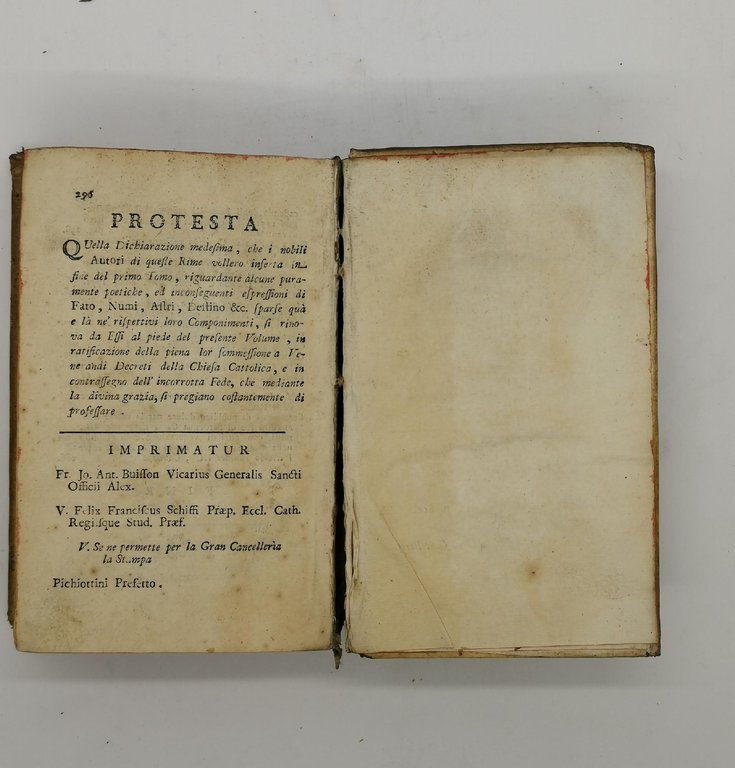 296
PROTESTA
QUella Dichiarazione medesima, che i nobili
Autori di queste Rime vollero inserta in
fine del primo Tomo, riguardante alcune pura-
mente poetiche, ed inconseguenti espressioni di
Fato, Numi, Astri, Destino &c. sparse quà
e là ne' rispettivi loro Componimenti, si rino-
va da Essi al piede del presente Volume, in
ratificazione della piena lor sommessione a Ve-
ne andi Decreti della Chiesa Cattolica, e in
contrassegno dell' incorrotta Fede, che mediante
la divina grazia, si pregiano costantemente di
professare.
IMPRIMATUR
Fr. Jo. Ant. Buisson Vicarius Generalis Sancti
Officii Alex.
V. Felix Franciscus Schiffi Præp. Eccl. Cath.
Regiisque Stud. Præf.
V. Se ne permette per la Gran Cancellerìa
la Stampa
Pichiottini Prefetto.